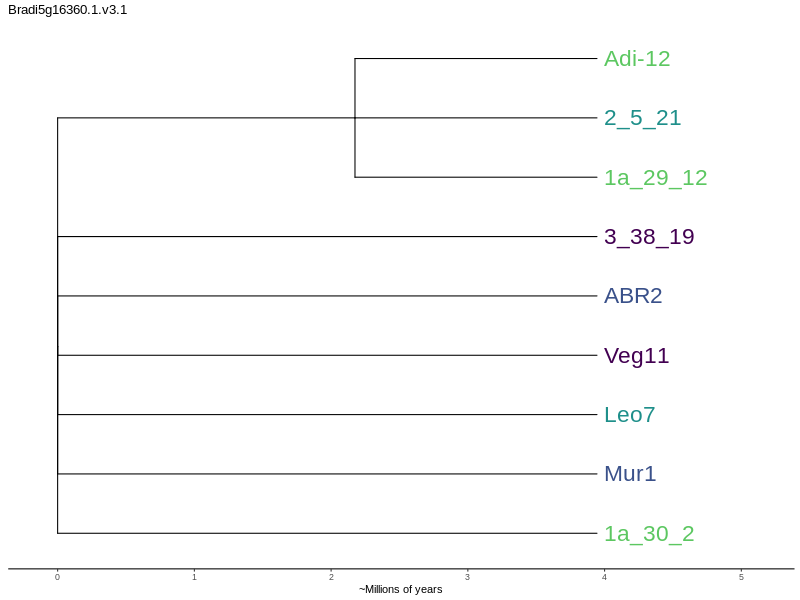 Bradi5g16360.1.v3.1
Adi-12
2_5_21
1a_29_12
3_38_19
ABR2
Veg11
Leo7
Mur1
1a_30_2
0 1 2 3 4 5
~Millions of years